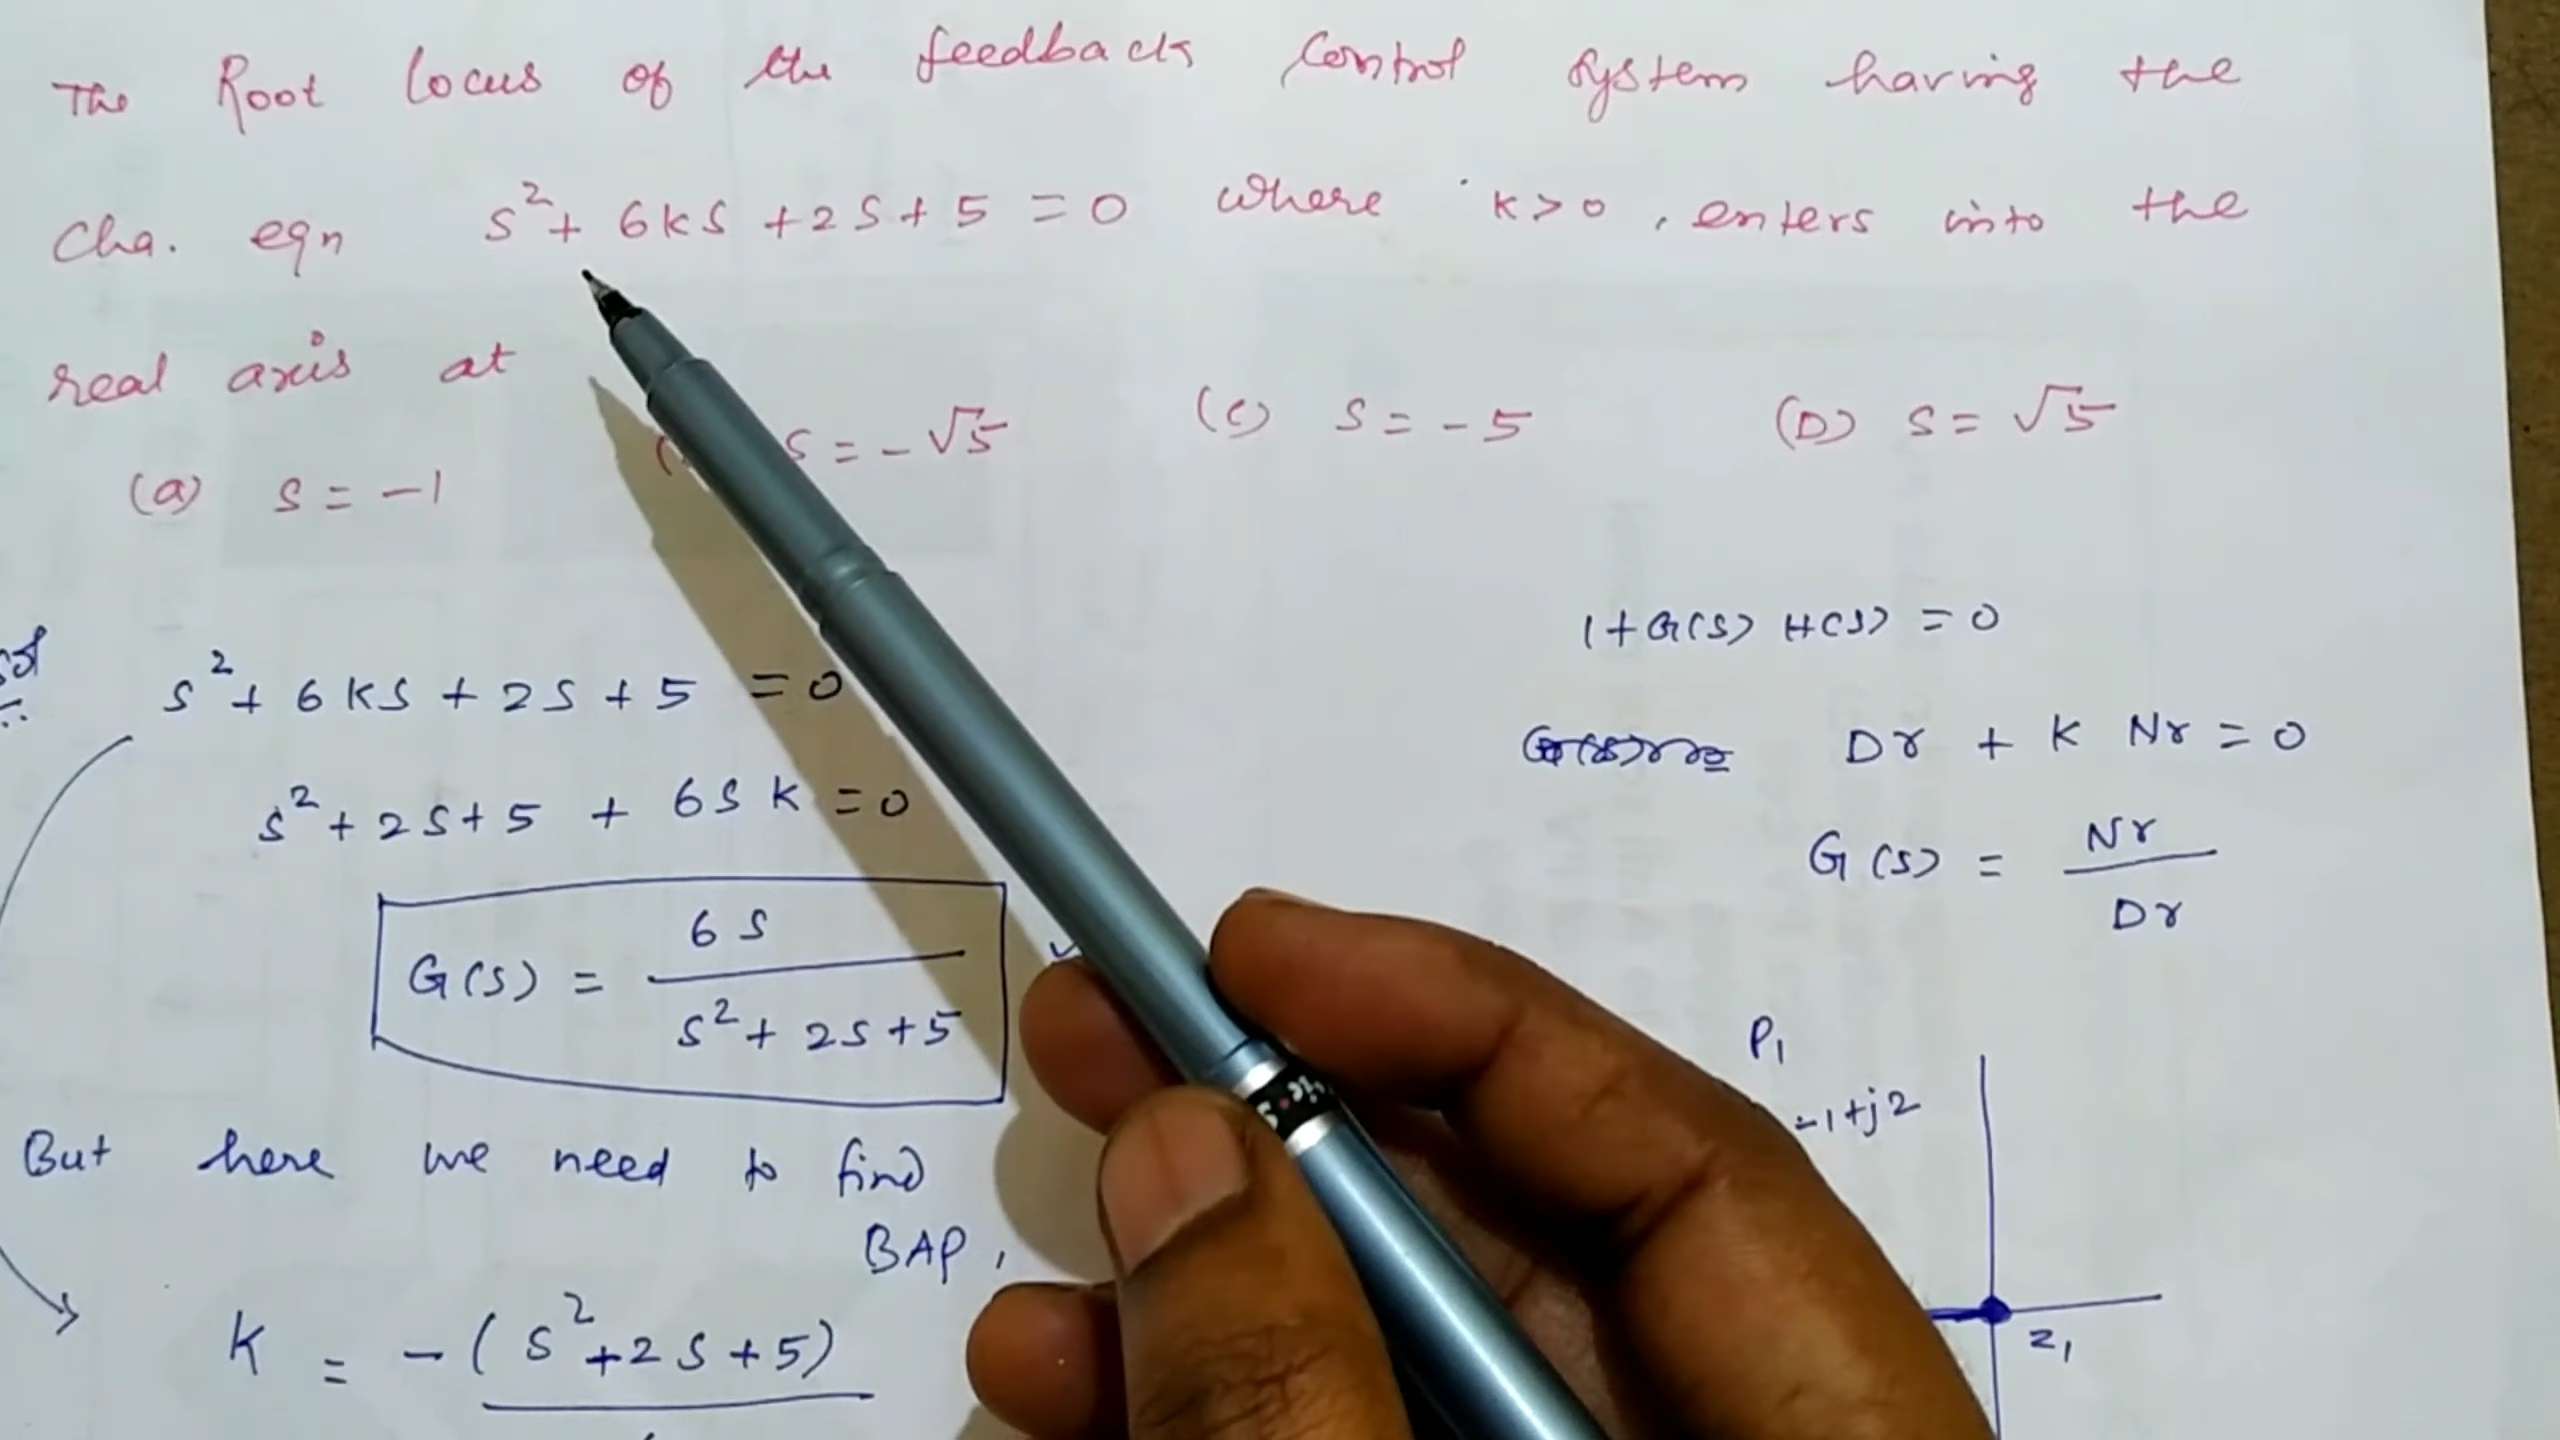 The Root locus of the feedback Control System having the
Cha. eqn s² + 6ks + 2s + 5 = 0 where k > 0, enters into the
real axis at
(a) s = -1 ( s = -√5 (c) s = -5 (D) s = √5
sol
s² + 6ks + 2s + 5 = 0
s² + 2s + 5 + 6s k = 0
G(s) = 6s / s² + 2s + 5
But here we need to find
BAP,
k = -(s² + 2s + 5)
1 + G(s) H(s) = 0
Dr + k Nr = 0
G(s) = Nr / Dr
P1
-1+j2
Z1